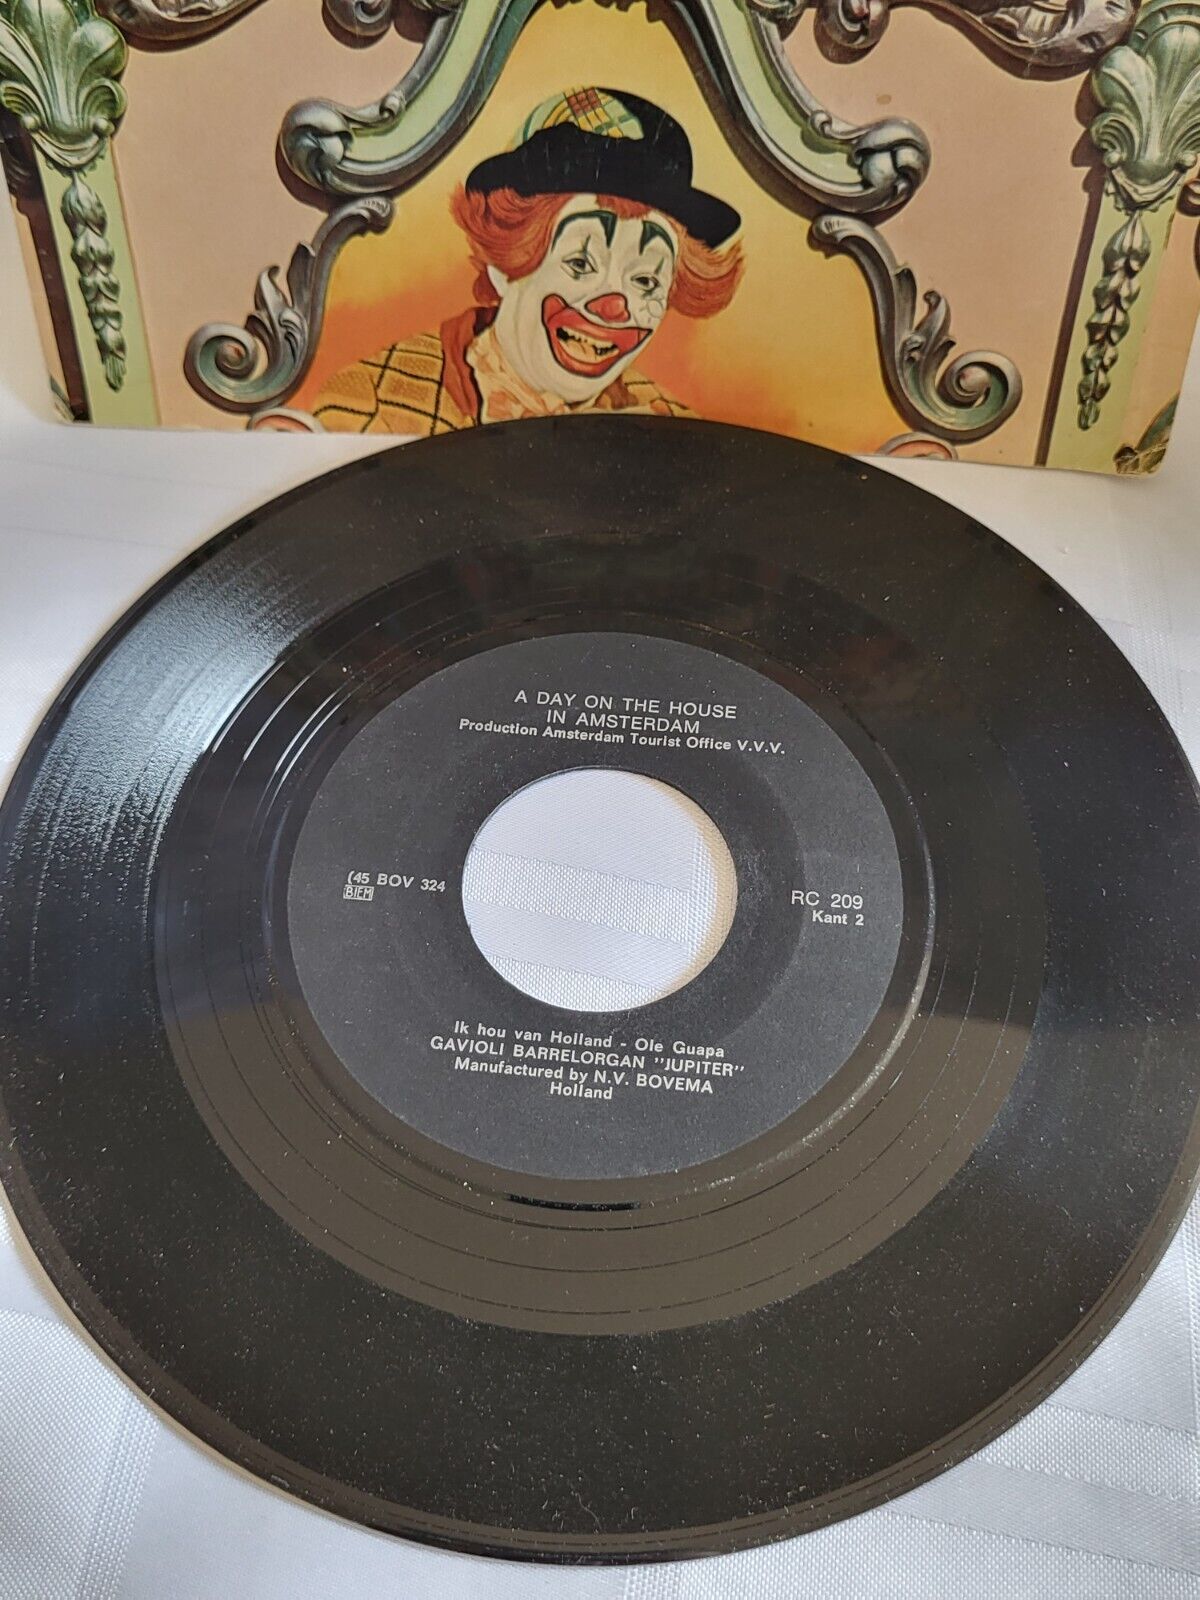 A DAY ON THE HOUSE
IN AMSTERDAM
Production Amsterdam Tourist Office V.V.V.
(45 BOV 324
BIEM
RC 209
Kant 2
Ik hou van Holland - Ole Guapa
GAVIOLI BARRELORGAN "JUPITER"
Manufactured by N.V. BOVEMA
Holland